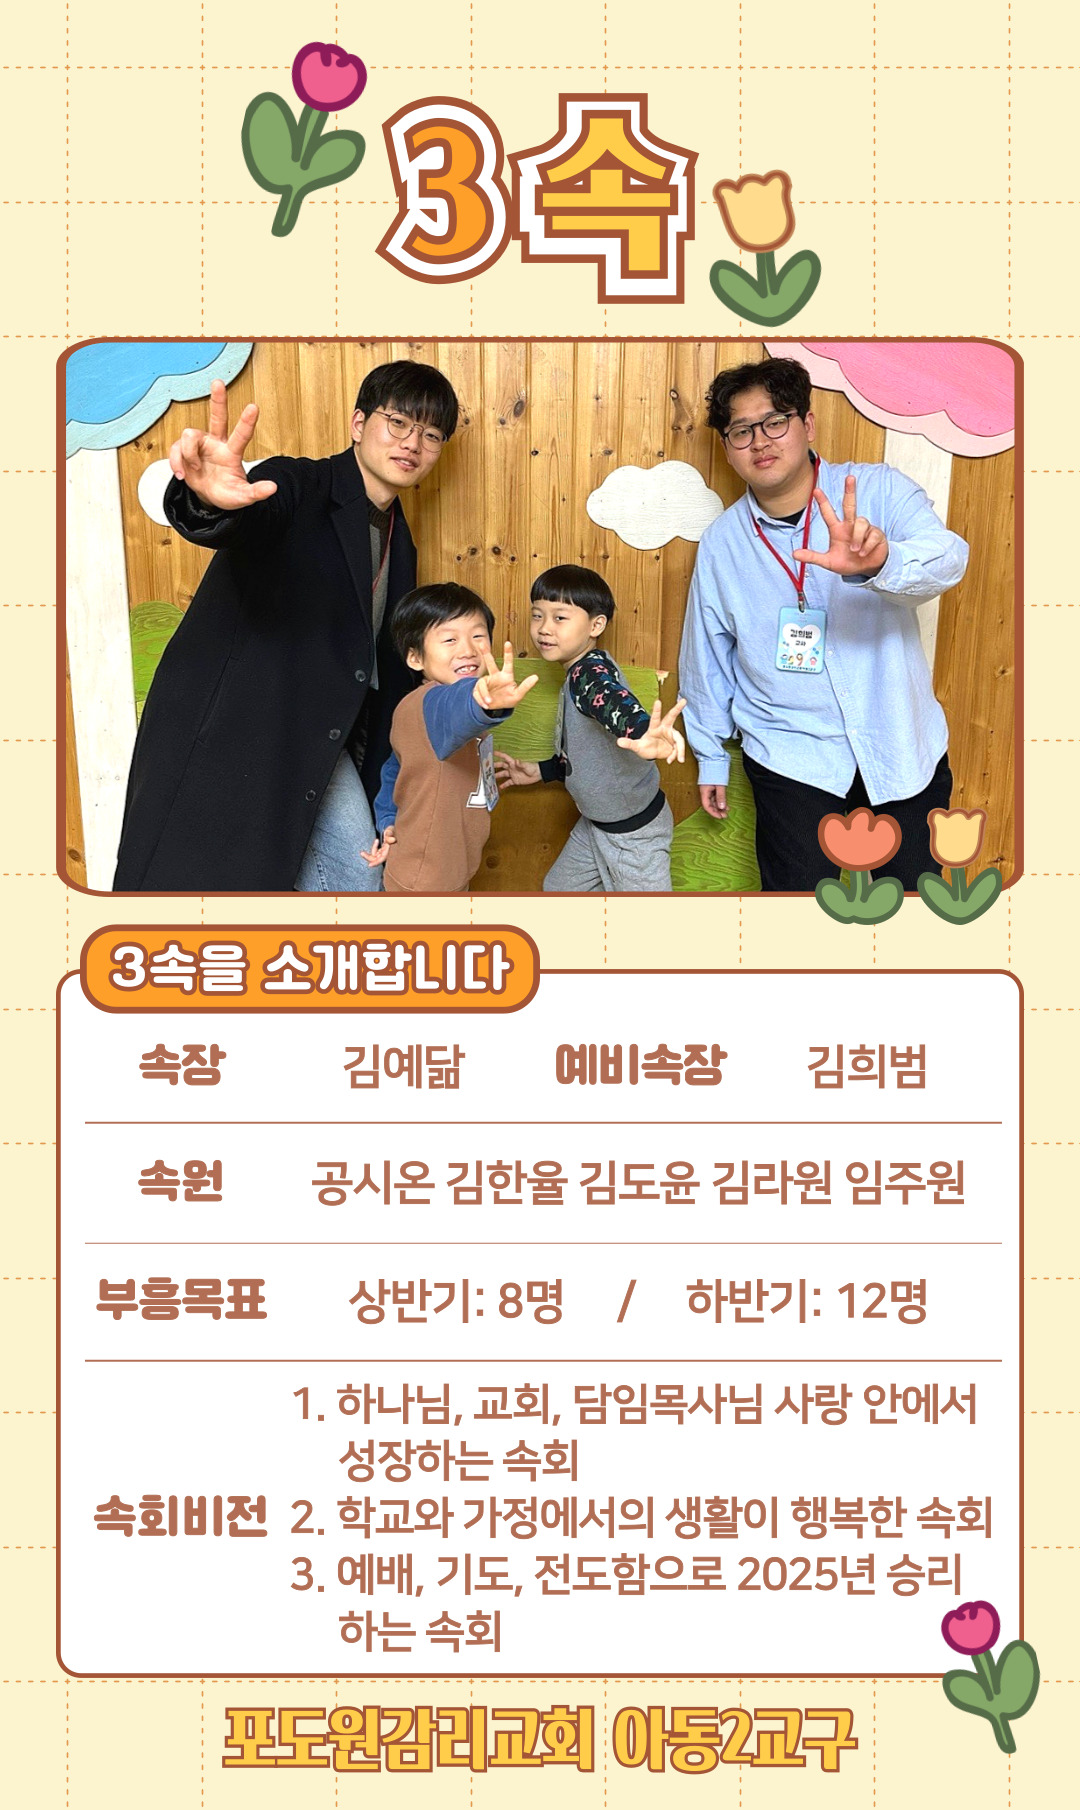 3속
김희범
교사
3속을 소개합니다
속장 김예닮 예비속장 김희범
속원 공시온 김한율 김도윤 김라원 임주원
부흥목표 상반기: 8명 / 하반기: 12명
속회비전
1. 하나님, 교회, 담임목사님 사랑 안에서
성장하는 속회
2. 학교와 가정에서의 생활이 행복한 속회
3. 예배, 기도, 전도함으로 2025년 승리
하는 속회
포도원감리교회 아동2교구